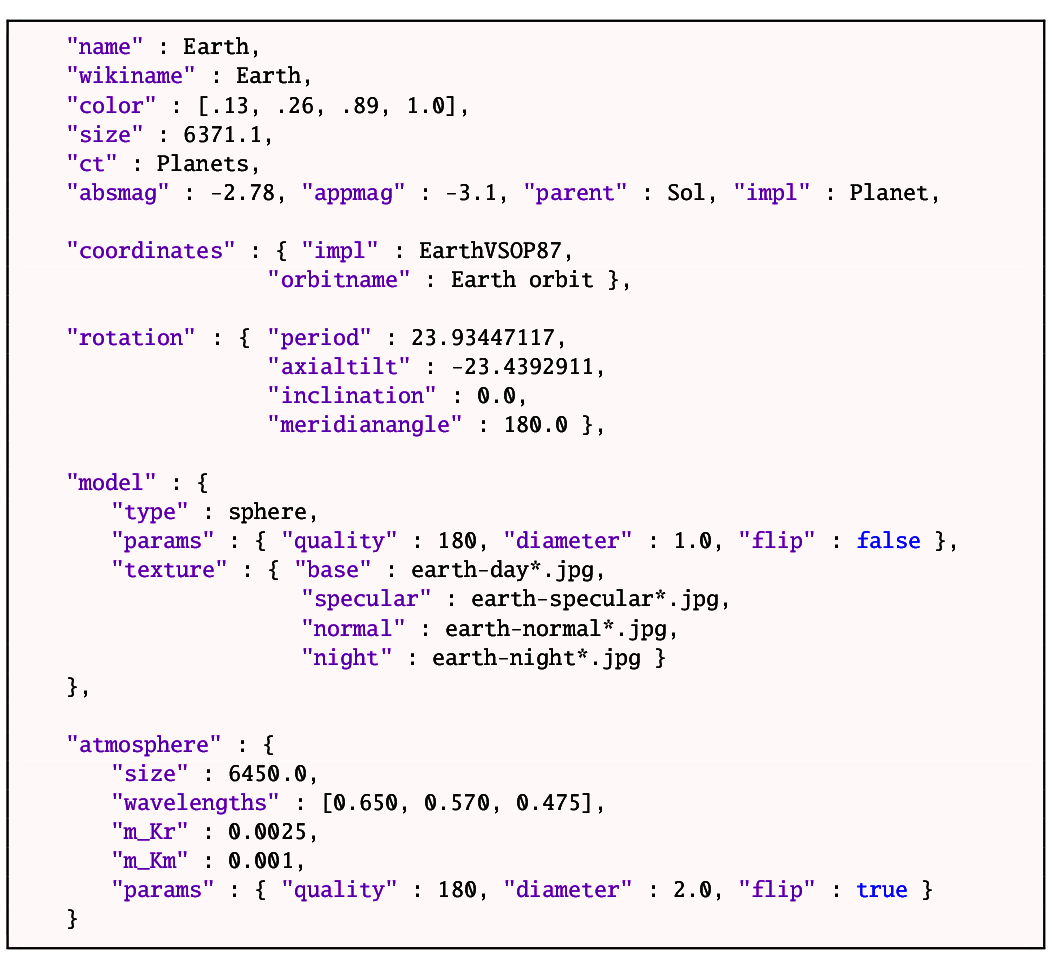 "name" : Earth,
"wikiname" : Earth,
"color" : [.13, .26, .89, 1.0],
"size" : 6371.1,
"ct" : Planets,
"absmag" : -2.78, "appmag" : -3.1, "parent" : Sol, "impl" : Planet,
"coordinates" : { "impl" : EarthVSOP87,
"orbitname" : Earth orbit },
"rotation" : { "period" : 23.93447117,
"axialtilt" : -23.4392911,
"inclination" : 0.0,
"meridianangle" : 180.0 },
"model" : {
"type" : sphere,
"params" : { "quality" : 180, "diameter" : 1.0, "flip" : false },
"texture" : { "base" : earth-day*.jpg,
"specular" : earth-specular*.jpg,
"normal" : earth-normal*.jpg,
"night" : earth-night*.jpg }
},
"atmosphere" : {
"size" : 6450.0,
"wavelengths" : [0.650, 0.570, 0.475],
"m_Kr" : 0.0025,
"m_Km" : 0.001,
"params" : { "quality" : 180, "diameter" : 2.0, "flip" : true }
}